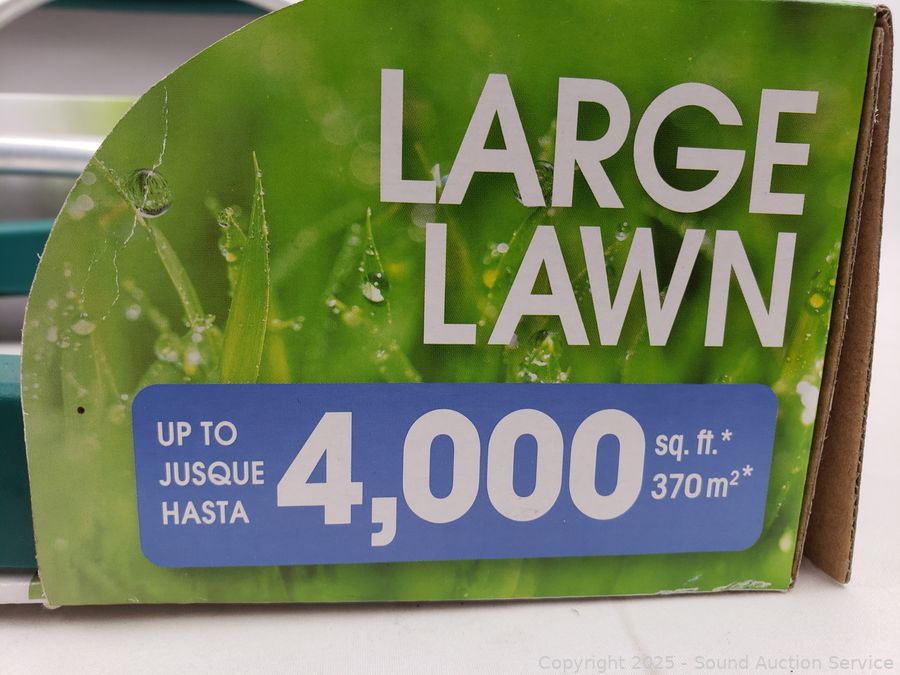 LARGE
LAWN
UP TO
JUSQUE
HASTA
4,000
sq. ft.*
370 m²*
Copyright © 2025 - Sound Auction Service